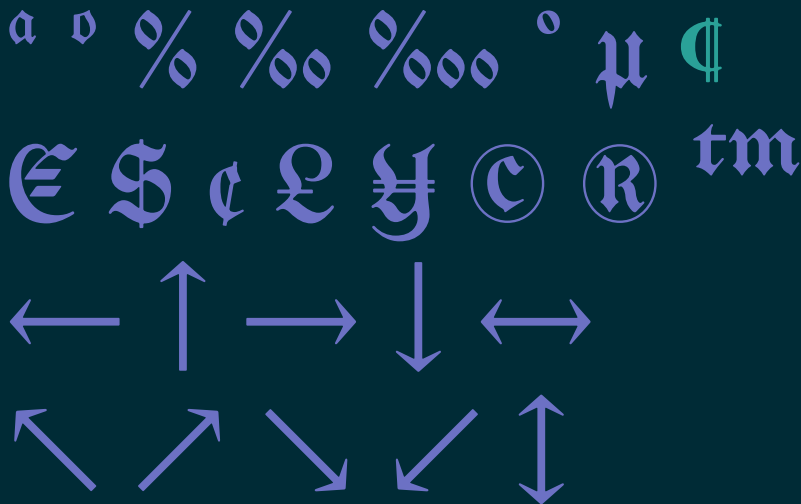 ª º % ‰ ‱ ° µ ¶
€ $ ¢ £ ¥ © ® ™
← ↑ → ↓ ↔
↖ ↗ ↘ ↙ ↕